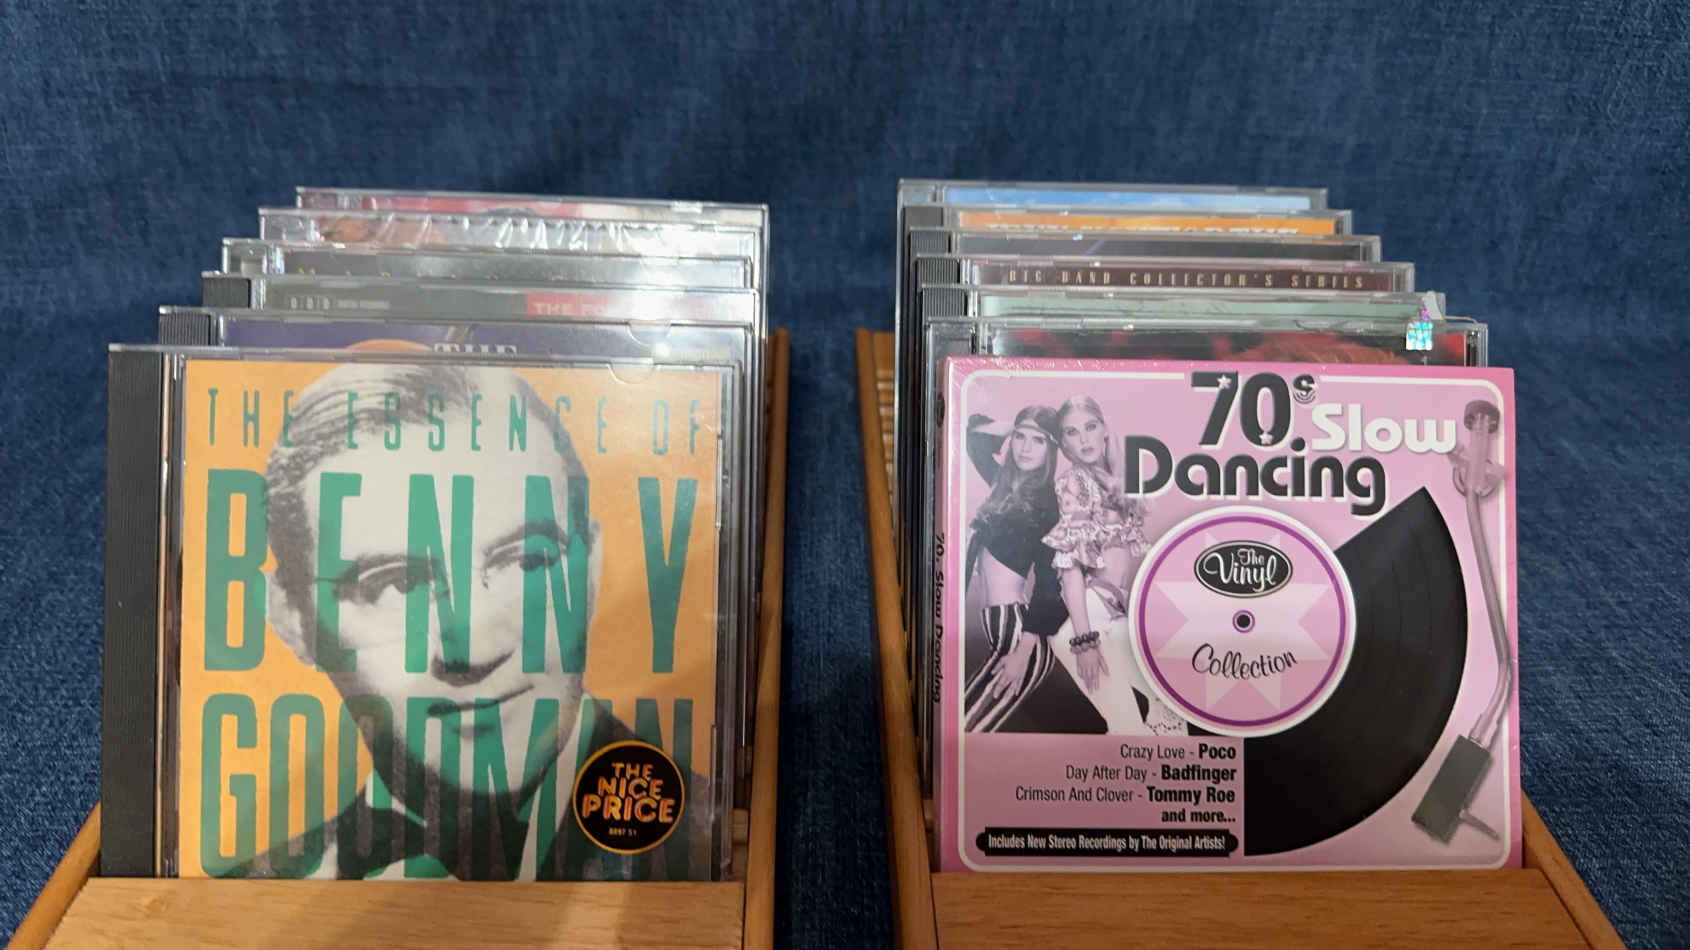 THE
THE ESSENCE OF
BENNY
GOODMAN
THE
NICE
PRICE
BIG BAND COLLECTOR'S SERIES
70s Slow
Dancing
The
Vinyl
Collection
70s Slow Dancing
Crazy Love - Poco
Day After Day - Badfinger
Crimson And Clover - Tommy Roe
and more...
Includes New Stereo Recordings by The Original Artists!